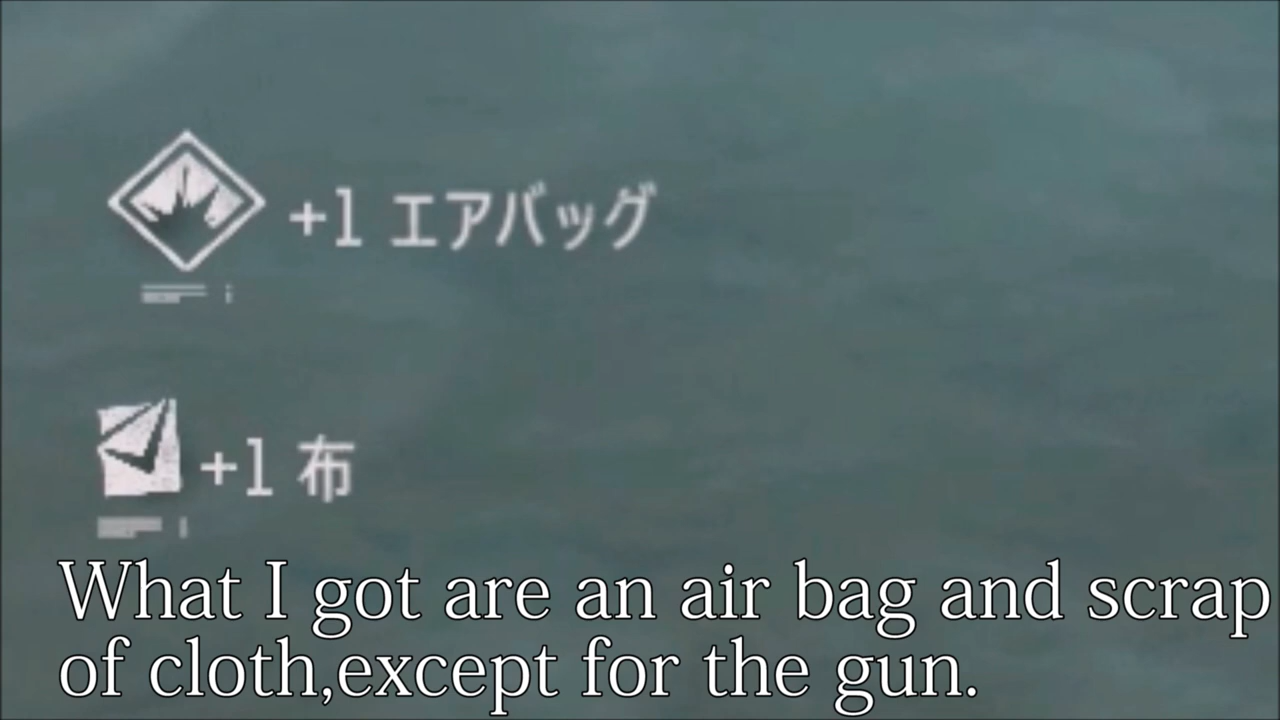 +1 エアバッグ
+1 布
What I got are an air bag and scrap
of cloth,except for the gun.